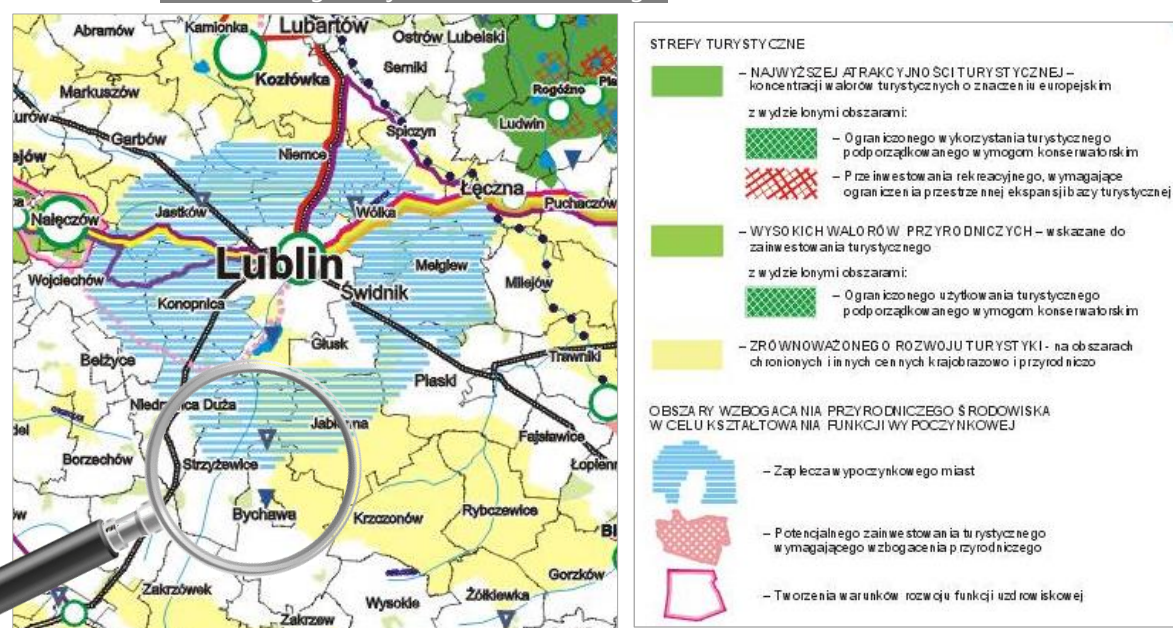 Abramów
Kamionka
Lubartów
Ostrów Lubelski
Kozłówka
Serniki
Markuszów
Rogóźno
Garbów
Spiczyn
Ludwin
Niemce
Łęczna
Puchaczów
Nałęczów
Jastków
Wólka
Lublin
Mełgiew
Wojciechów
Świdnik
Milejów
Konopnica
Głusk
Bełżyce
Trawniki
Piaski
Niedrzwica Duża
Jabłonna
Fajsławice
Borzechów
Strzyżewice
Bychawa
Krzczonów
Rybczewice
Gorzków
Zakrzówek
Wysokie
Żółkiewka
Zakrzew
STREFY TURYSTYCZNE
– NAJWYŻSZEJ ATRAKCYJNOŚCI TURYSTYCZNEJ –
koncentracji walorów turystycznych o znaczeniu europejskim
z wydzielonymi obszarami:
– Ograniczonego wykorzystania turystycznego
podporządkowanego wymogom konserwatorskim
– Przeinwestowania rekreacyjnego, wymagające
ograniczenia przestrzennej ekspansji bazy turystycznej
– WYSOKICH WALORÓW PRZYRODNICZYCH – wskazane do
zainwestowania turystycznego
z wydzielonymi obszarami:
– Ograniczonego użytkowania turystycznego
podporządkowanego wymogom konserwatorskim
– ZRÓWNOWAŻONEGO ROZWOJU TURYSTYKI - na obszarach
chronionych i innych cennych krajobrazowo i przyrodniczo
OBSZARY WZBOGACANIA PRZYRODNICZEGO ŚRODOWISKA
W CELU KSZTAŁTOWANIA FUNKCJI WYPOCZYNKOWEJ
– Zaplecza wypoczynkowego miast
– Potencjalnego zainwestowania turystycznego
wymagającego wzbogacenia przyrodniczego
– Tworzenia warunków rozwoju funkcji uzdrowiskowej